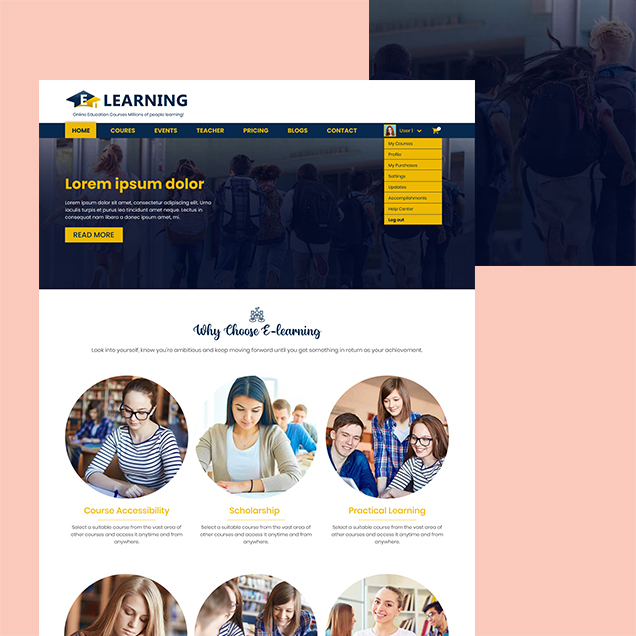 E LEARNING
Online Education Courses Millions of people learning!
HOME COURES EVENTS TEACHER PRICING BLOGS CONTACT User1
My Courses
Profile
My Purchases
Settings
Updates
Accomplishments
Help Center
Log out
Lorem ipsum dolor
Lorem ipsum dolor sit amet, consectetur adipiscing elit. Urna
iaculis turpis et purus leo tincidunt amet neque. Lectus in
consequat nam libero a donec ipsum amet, mi.
READ MORE
Why Choose E-learning
Look into yourself, know you're ambitious and keep moving forward until you get something in return as your achievement.
Course Accessibility
Select a suitable course from the vast area of
other courses and access it anytime and from
anywhere.
Scholarship
Select a suitable course from the vast area of
other courses and access it anytime and from
anywhere.
Practical Learning
Select a suitable course from the vast area of
other courses and access it anytime and from
anywhere.